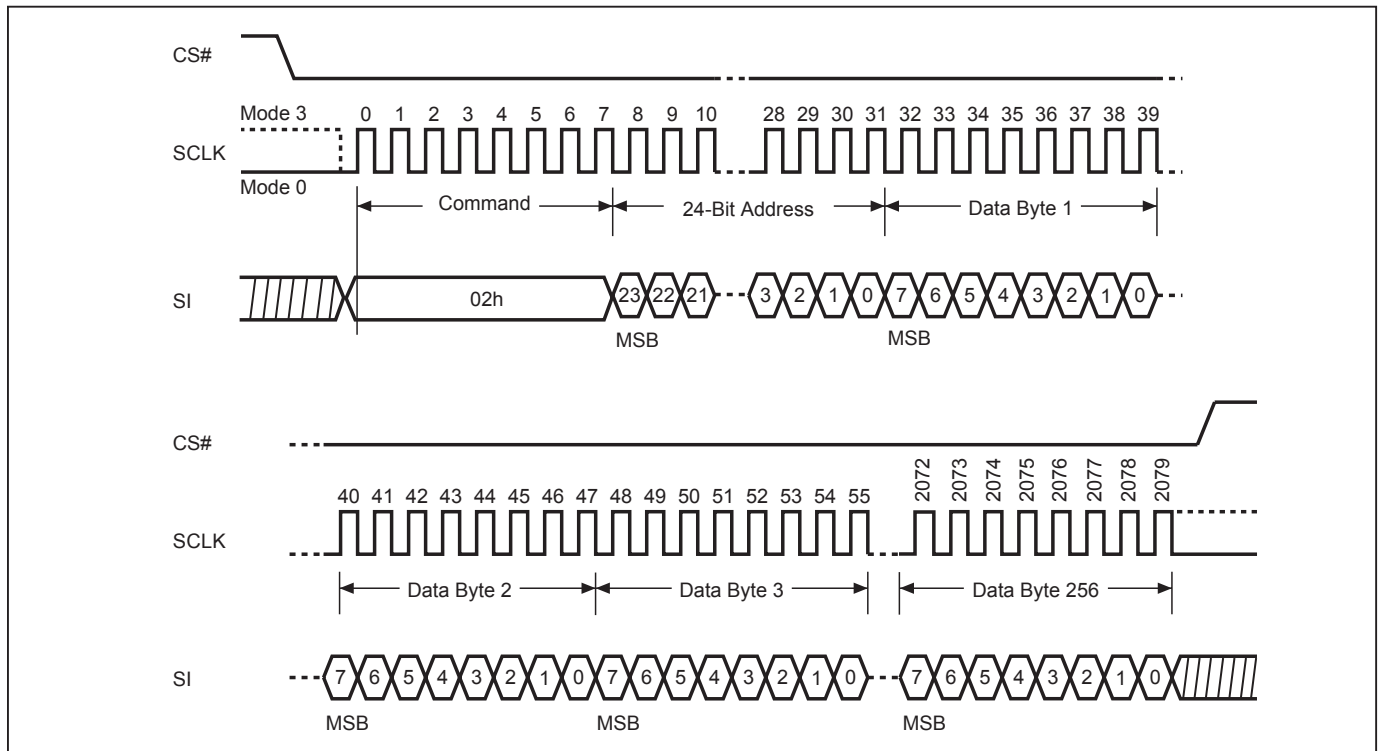 CS#
Mode 3
0 1 2 3 4 5 6 7 8 9 10 28 29 30 31 32 33 34 35 36 37 38 39
SCLK
Mode 0
Command 24-Bit Address Data Byte 1
SI
02h 23 22 21 3 2 1 0 7 6 5 4 3 2 1 0
MSB MSB
CS#
40 41 42 43 44 45 46 47 48 49 50 51 52 53 54 55 2072 2073 2074 2075 2076 2077 2078 2079
SCLK
Data Byte 2 Data Byte 3 Data Byte 256
SI
7 6 5 4 3 2 1 0 7 6 5 4 3 2 1 0 7 6 5 4 3 2 1 0
MSB MSB MSB